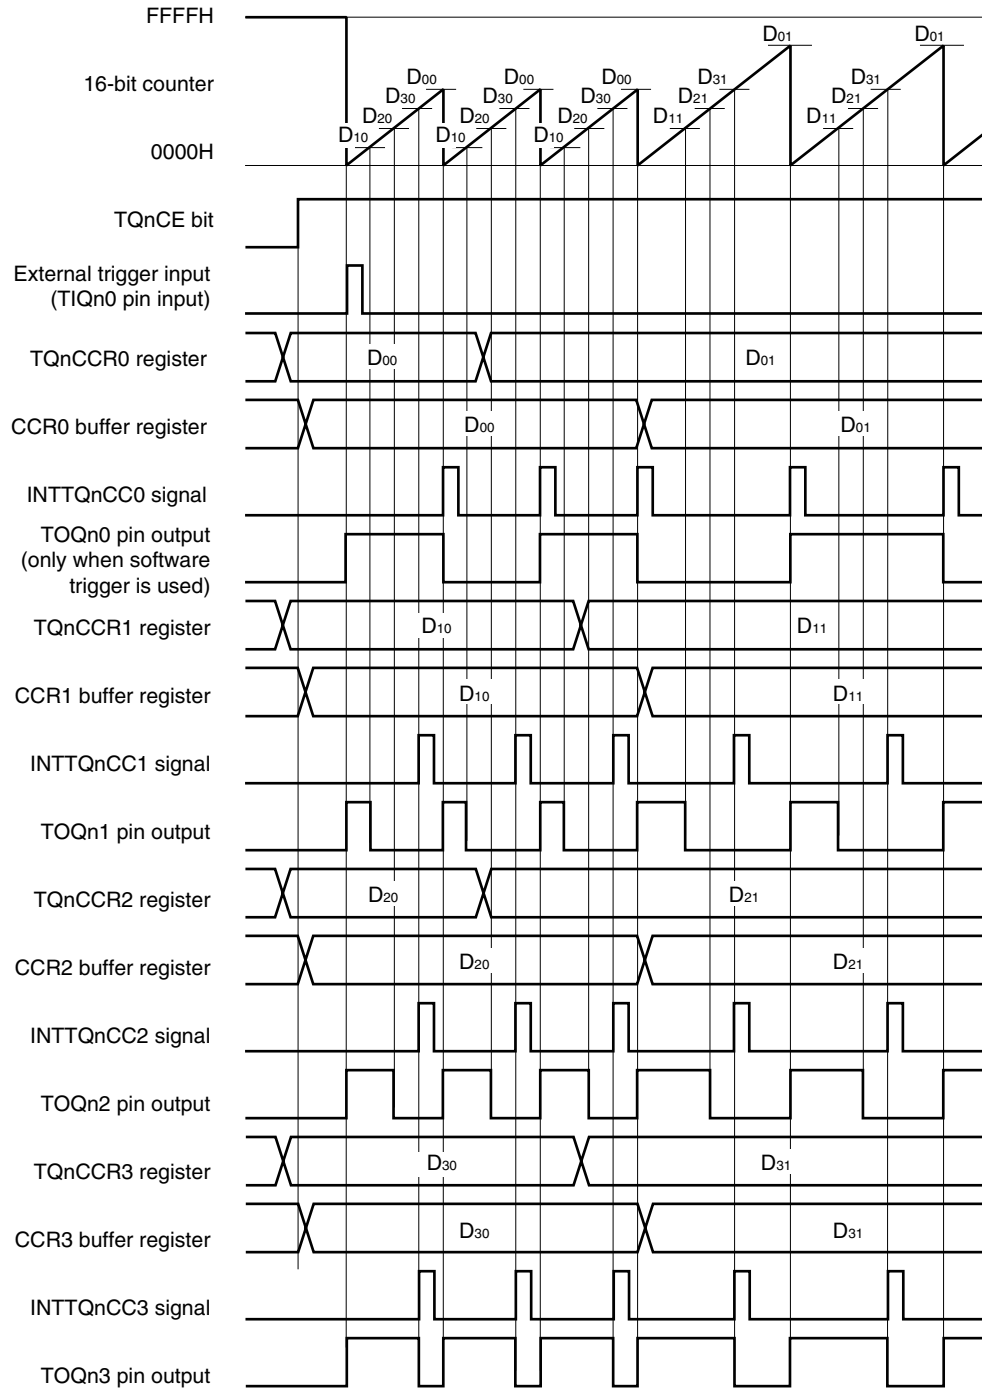 FFFFH
D01 D01
16-bit counter
D00 D00 D00 D31 D31
D30 D30 D30 D21 D21
D20 D20 D20 D11 D11
D10 D10 D10
0000H
TQnCE bit
External trigger input
(TIQn0 pin input)
TQnCCR0 register D00 D01
CCR0 buffer register D00 D01
INTTQnCC0 signal
TOQn0 pin output
(only when software
trigger is used)
TQnCCR1 register D10 D11
CCR1 buffer register D10 D11
INTTQnCC1 signal
TOQn1 pin output
TQnCCR2 register D20 D21
CCR2 buffer register D20 D21
INTTQnCC2 signal
TOQn2 pin output
TQnCCR3 register D30 D31
CCR3 buffer register D30 D31
INTTQnCC3 signal
TOQn3 pin output